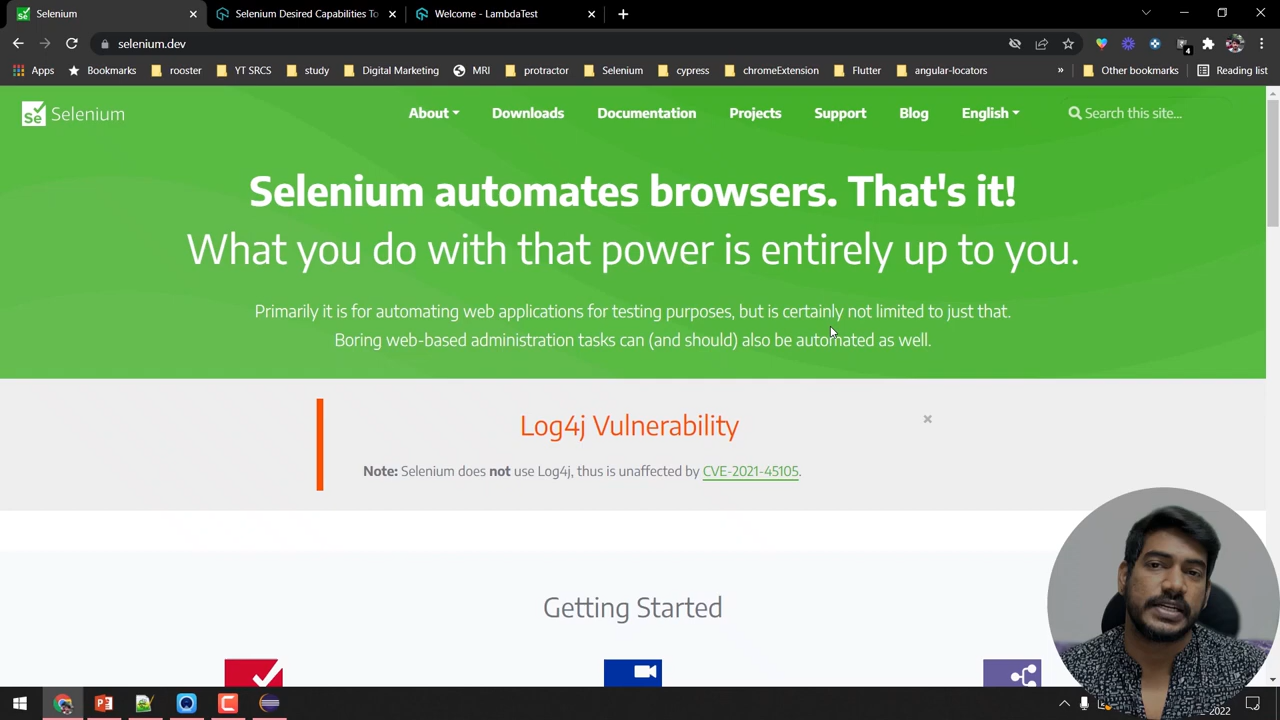 Selenium
Selenium Desired Capabilities To
Welcome - LambdaTest
selenium.dev
4
Apps
Bookmarks
rooster
YT SRCS
study
Digital Marketing
MRI
protractor
Selenium
cypress
chromeExtension
Flutter
angular-locators
»
Other bookmarks
Reading list
Se
Selenium
About
Downloads
Documentation
Projects
Support
Blog
English
Search this site...
Selenium automates browsers. That's it!
What you do with that power is entirely up to you.
Primarily it is for automating web applications for testing purposes, but is certainly not limited to just that.
Boring web-based administration tasks can (and should) also be automated as well.
Log4j Vulnerability
Note: Selenium does not use Log4j, thus is unaffected by CVE-2021-45105.
Getting Started
2022